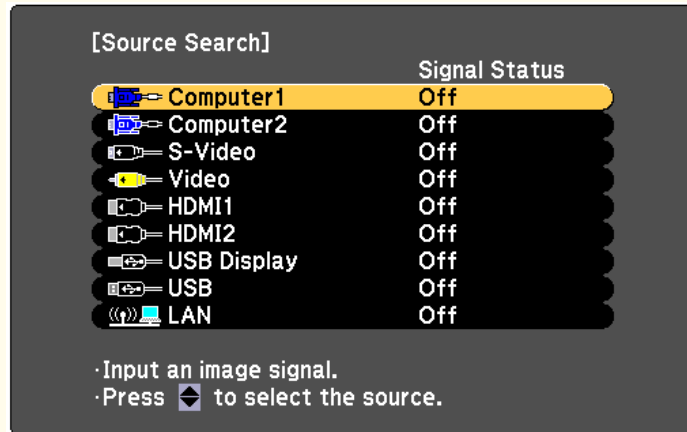 [Source Search]
Signal Status
Computer1 Off
Computer2 Off
S-Video Off
Video Off
HDMI1 Off
HDMI2 Off
USB Display Off
USB Off
LAN Off
·Input an image signal.
·Press to select the source.